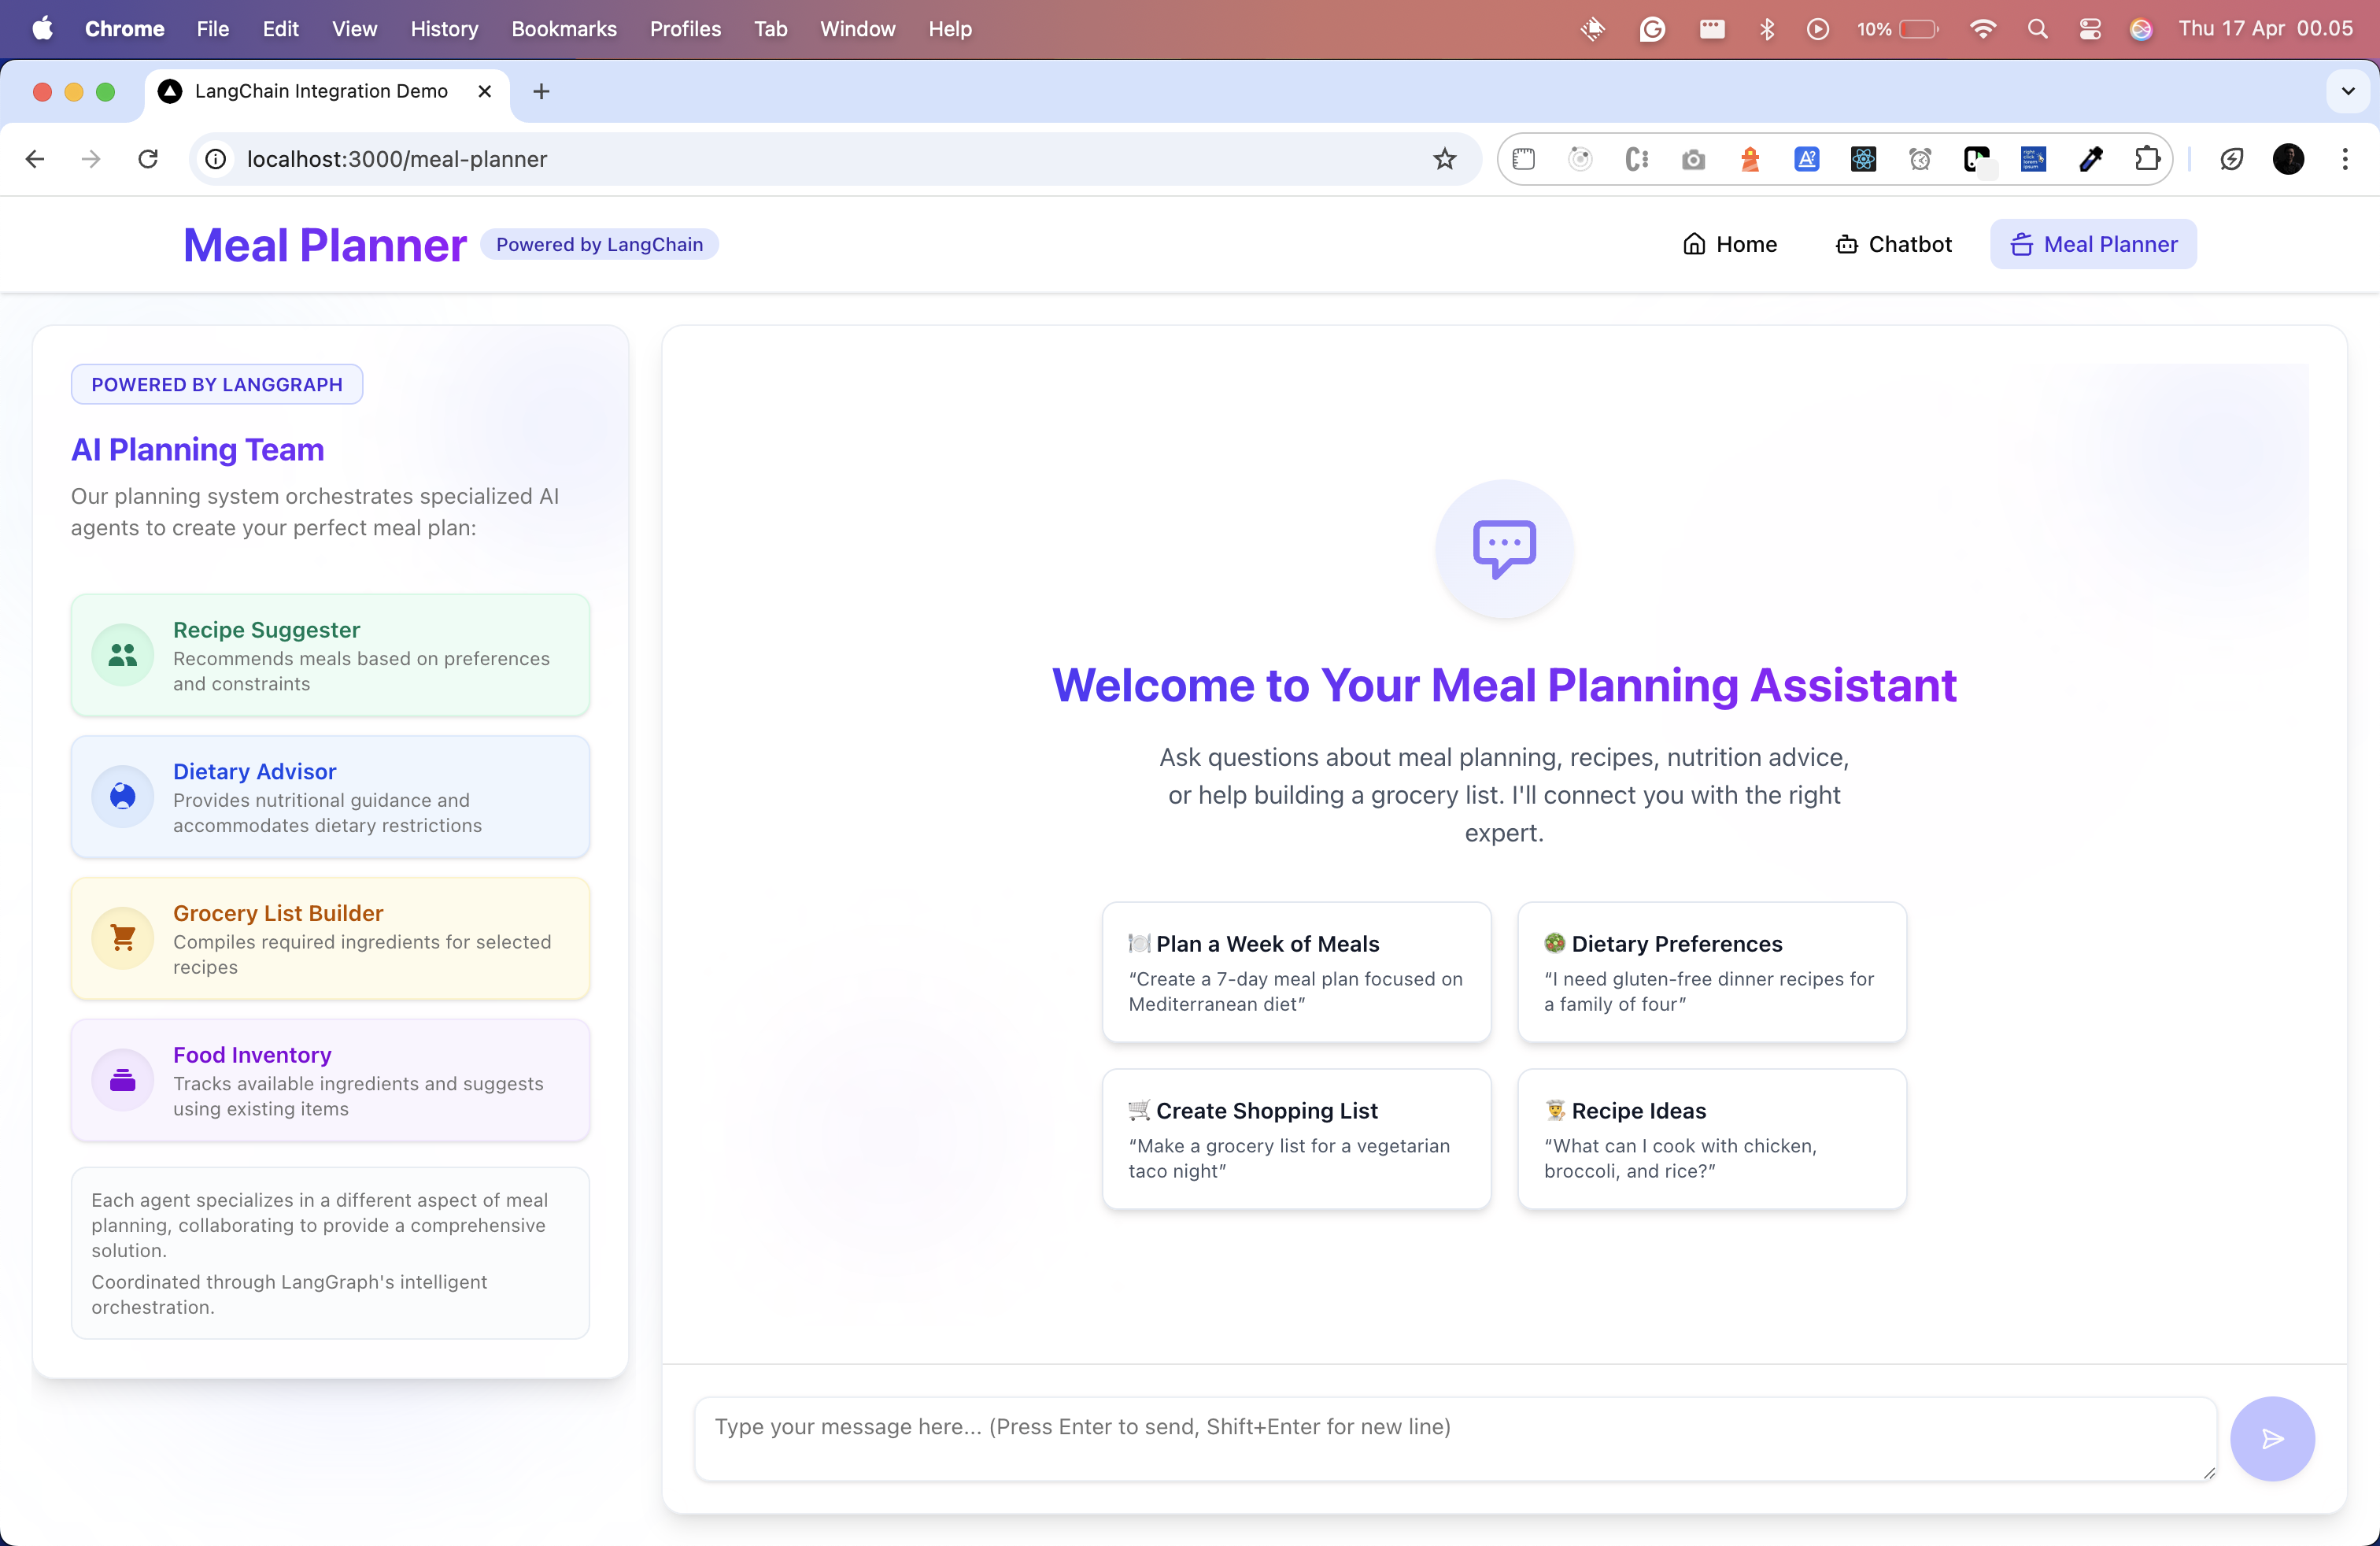 Chrome File Edit View History Bookmarks Profiles Tab Window Help 10% Thu 17 Apr 00.05
LangChain Integration Demo
localhost:3000/meal-planner
Meal Planner Powered by LangChain Home Chatbot Meal Planner
POWERED BY LANGGRAPH
AI Planning Team
Our planning system orchestrates specialized AI
agents to create your perfect meal plan:
Recipe Suggester
Recommends meals based on preferences
and constraints
Dietary Advisor
Provides nutritional guidance and
accommodates dietary restrictions
Grocery List Builder
Compiles required ingredients for selected
recipes
Food Inventory
Tracks available ingredients and suggests
using existing items
Each agent specializes in a different aspect of meal
planning, collaborating to provide a comprehensive
solution.
Coordinated through LangGraph's intelligent
orchestration.
Welcome to Your Meal Planning Assistant
Ask questions about meal planning, recipes, nutrition advice,
or help building a grocery list. I'll connect you with the right
expert.
🍽️ Plan a Week of Meals
“Create a 7-day meal plan focused on
Mediterranean diet”
🥗 Dietary Preferences
“I need gluten-free dinner recipes for
a family of four”
🛒 Create Shopping List
“Make a grocery list for a vegetarian
taco night”
👨‍🍳 Recipe Ideas
“What can I cook with chicken,
broccoli, and rice?”
Type your message here... (Press Enter to send, Shift+Enter for new line)